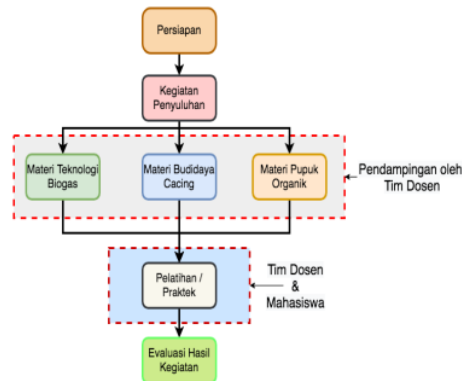 Persiapan
Kegiatan
Penyuluhan
Materi Teknologi
Biogas
Materi Budidaya
Cacing
Materi Pupuk
Organik
Pendampingan oleh
Tim Dosen
Pelatihan /
Praktek
Tim Dosen
&
Mahasiswa
Evaluasi Hasil
Kegiatan